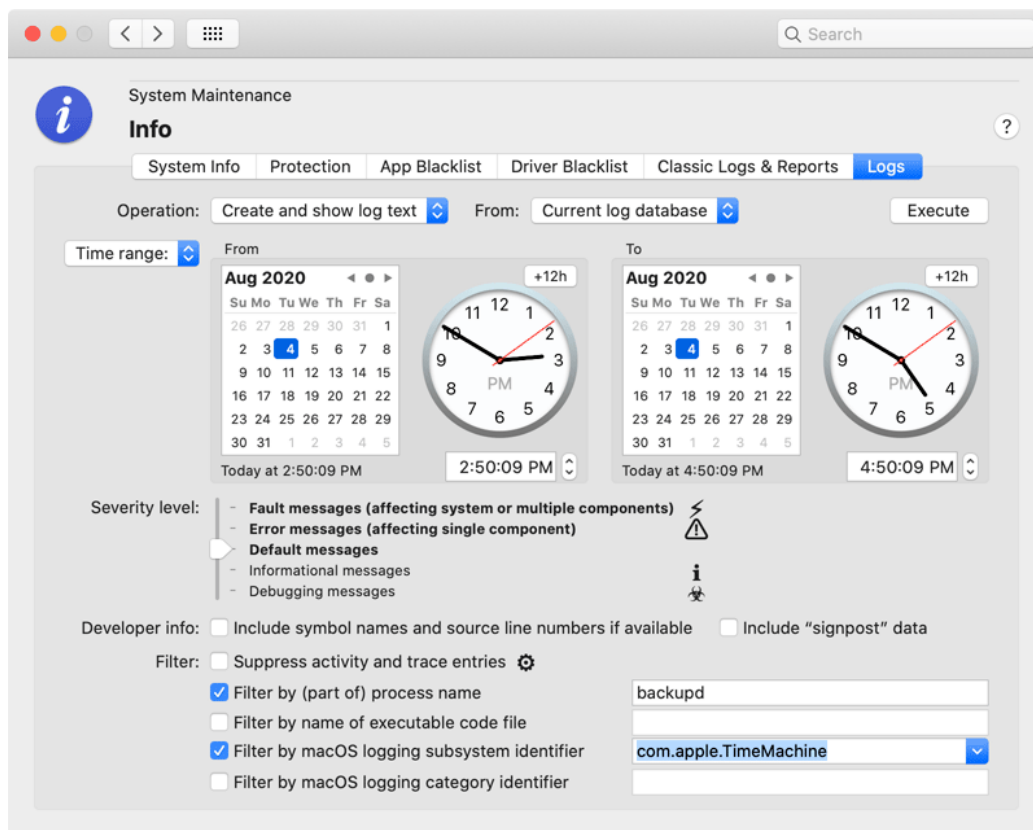 Search
System Maintenance
Info
?
System Info Protection App Blacklist Driver Blacklist Classic Logs & Reports Logs
Operation: Create and show log text From: Current log database Execute
Time range: From To
Aug 2020 +12h Aug 2020 +12h
Su Mo Tu We Th Fr Sa Su Mo Tu We Th Fr Sa
26 27 28 29 30 31 1 26 27 28 29 30 31 1
2 3 4 5 6 7 8 2 3 4 5 6 7 8
9 10 11 12 13 14 15 9 10 11 12 13 14 15
16 17 18 19 20 21 22 16 17 18 19 20 21 22
23 24 25 26 27 28 29 23 24 25 26 27 28 29
30 31 1 2 3 4 5 30 31 1 2 3 4 5
12 1 2 3 4 5 6 7 8 9 10 11 PM 12 1 2 3 4 5 6 7 8 9 10 11 PM
Today at 2:50:09 PM 2:50:09 PM Today at 4:50:09 PM 4:50:09 PM
Severity level: Fault messages (affecting system or multiple components)
Error messages (affecting single component)
Default messages
Informational messages
Debugging messages
Developer info: Include symbol names and source line numbers if available Include “signpost” data
Filter: Suppress activity and trace entries
Filter by (part of) process name backupd
Filter by name of executable code file
Filter by macOS logging subsystem identifier com.apple.TimeMachine
Filter by macOS logging category identifier